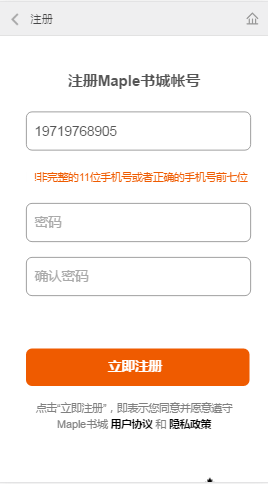 注册
注册Maple书城帐号
19719768905
!非完整的11位手机号或者正确的手机号前七位
密码
确认密码
立即注册
点击“立即注册”，即表示您同意并愿意遵守
Maple书城 用户协议 和 隐私政策